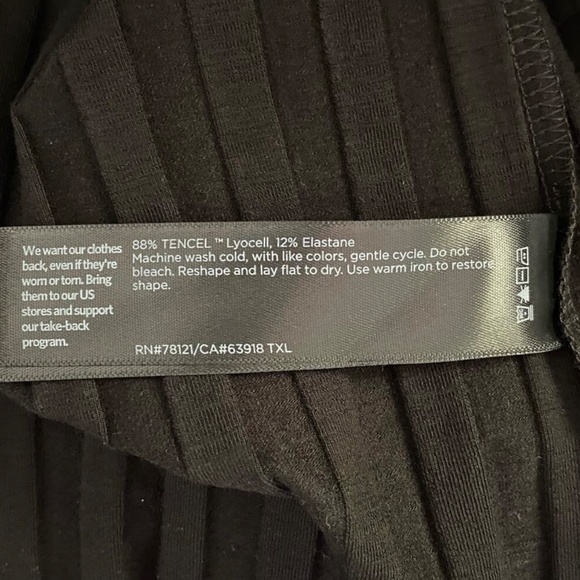 We want our clothes
back, even if they're
worn or torn. Bring
them to our US
stores and support
our take-back
program.
88% TENCEL ™ Lyocell, 12% Elastane
Machine wash cold, with like colors, gentle cycle. Do not
bleach. Reshape and lay flat to dry. Use warm iron to restore
shape.
RN#78121/CA#63918 TXL